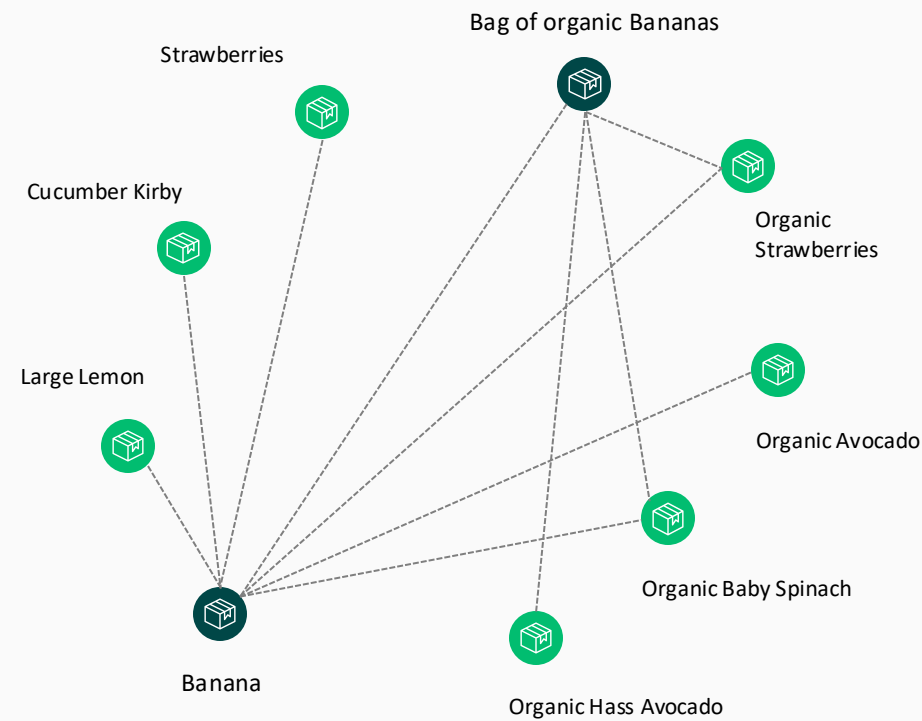 Bag of organic Bananas
Strawberries
Cucumber Kirby
Organic
Strawberries
Large Lemon
Organic Avocado
Organic Baby Spinach
Banana
Organic Hass Avocado